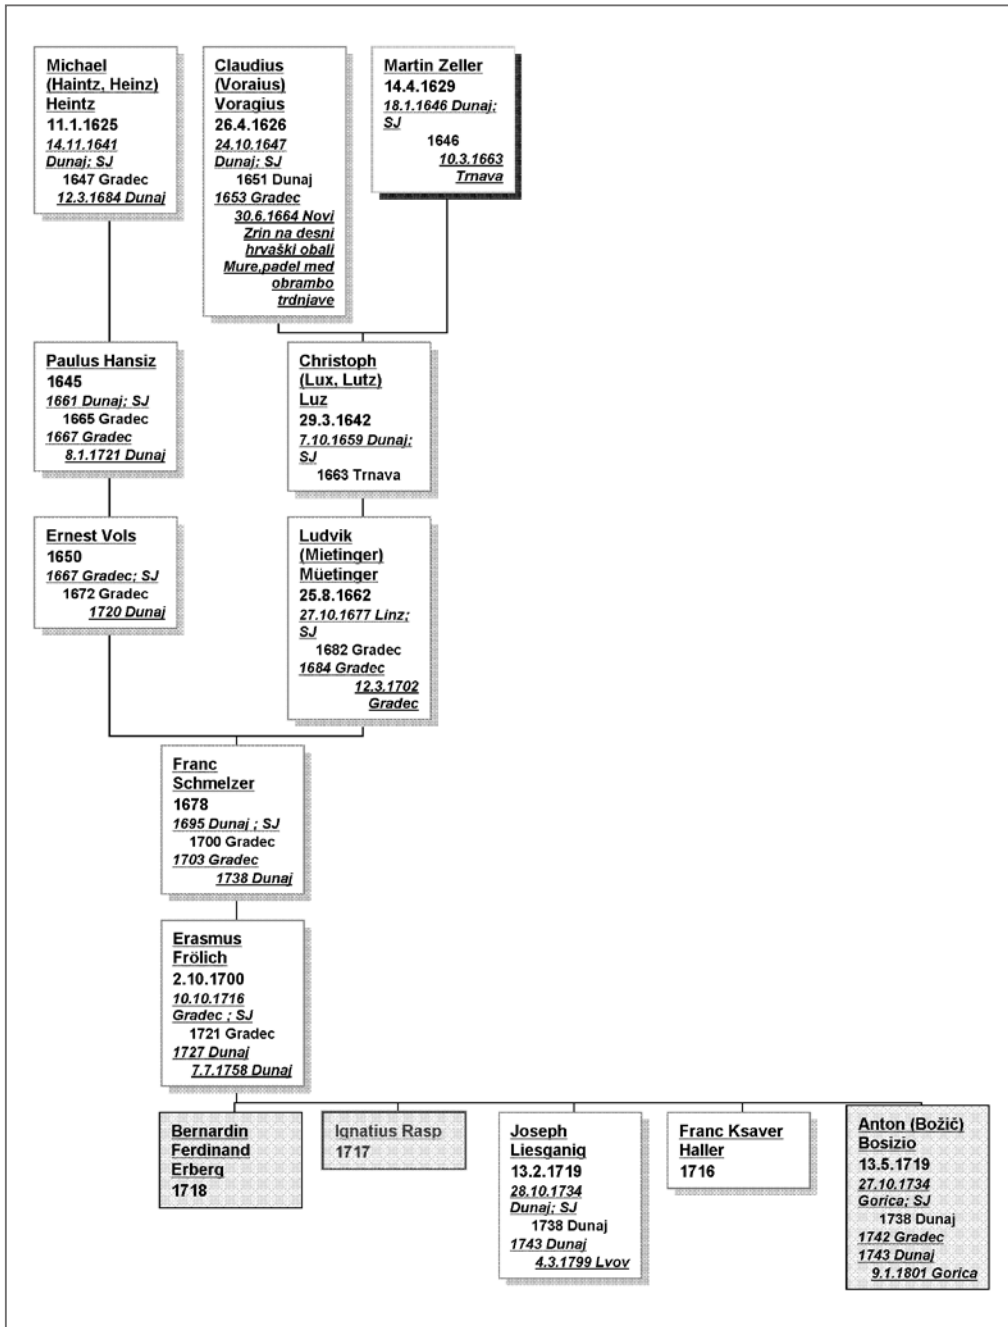 Michael
(Haintz, Heinz)
Heintz
11.1.1625
14.11.1641
Dunaj; SJ
1647 Gradec
12.3.1684 Dunaj
Claudius
(Voraius)
Voragius
26.4.1626
24.10.1647
Dunaj; SJ
1651 Dunaj
1653 Gradec
30.6.1664 Novi
Zrin na desni
hrvaški obali
Mure,padel med
obrambo
trdnjave
Martin Zeller
14.4.1629
18.1.1646 Dunaj;
SJ
1646
10.3.1663
Trnava
Paulus Hansiz
1645
1661 Dunaj; SJ
1665 Gradec
1667 Gradec
8.1.1721 Dunaj
Christoph
(Lux, Lutz)
Luz
29.3.1642
7.10.1659 Dunaj;
SJ
1663 Trnava
Ernest Vols
1650
1667 Gradec; SJ
1672 Gradec
1720 Dunaj
Ludvik
(Mietinger)
Müetinger
25.8.1662
27.10.1677 Linz;
SJ
1682 Gradec
1684 Gradec
12.3.1702
Gradec
Franc
Schmelzer
1678
1695 Dunaj ; SJ
1700 Gradec
1703 Gradec
1738 Dunaj
Erasmus
Frölich
2.10.1700
10.10.1716
Gradec ; SJ
1721 Gradec
1727 Dunaj
7.7.1758 Dunaj
Bernardin
Ferdinand
Erberg
1718
Ignatius Rasp
1717
Joseph
Liesganig
13.2.1719
28.10.1734
Dunaj; SJ
1738 Dunaj
1743 Dunaj
4.3.1799 Lvov
Franc Ksaver
Haller
1716
Anton (Božič)
Bosizio
13.5.1719
27.10.1734
Gorica; SJ
1738 Dunaj
1742 Gradec
1743 Dunaj
9.1.1801 Gorica